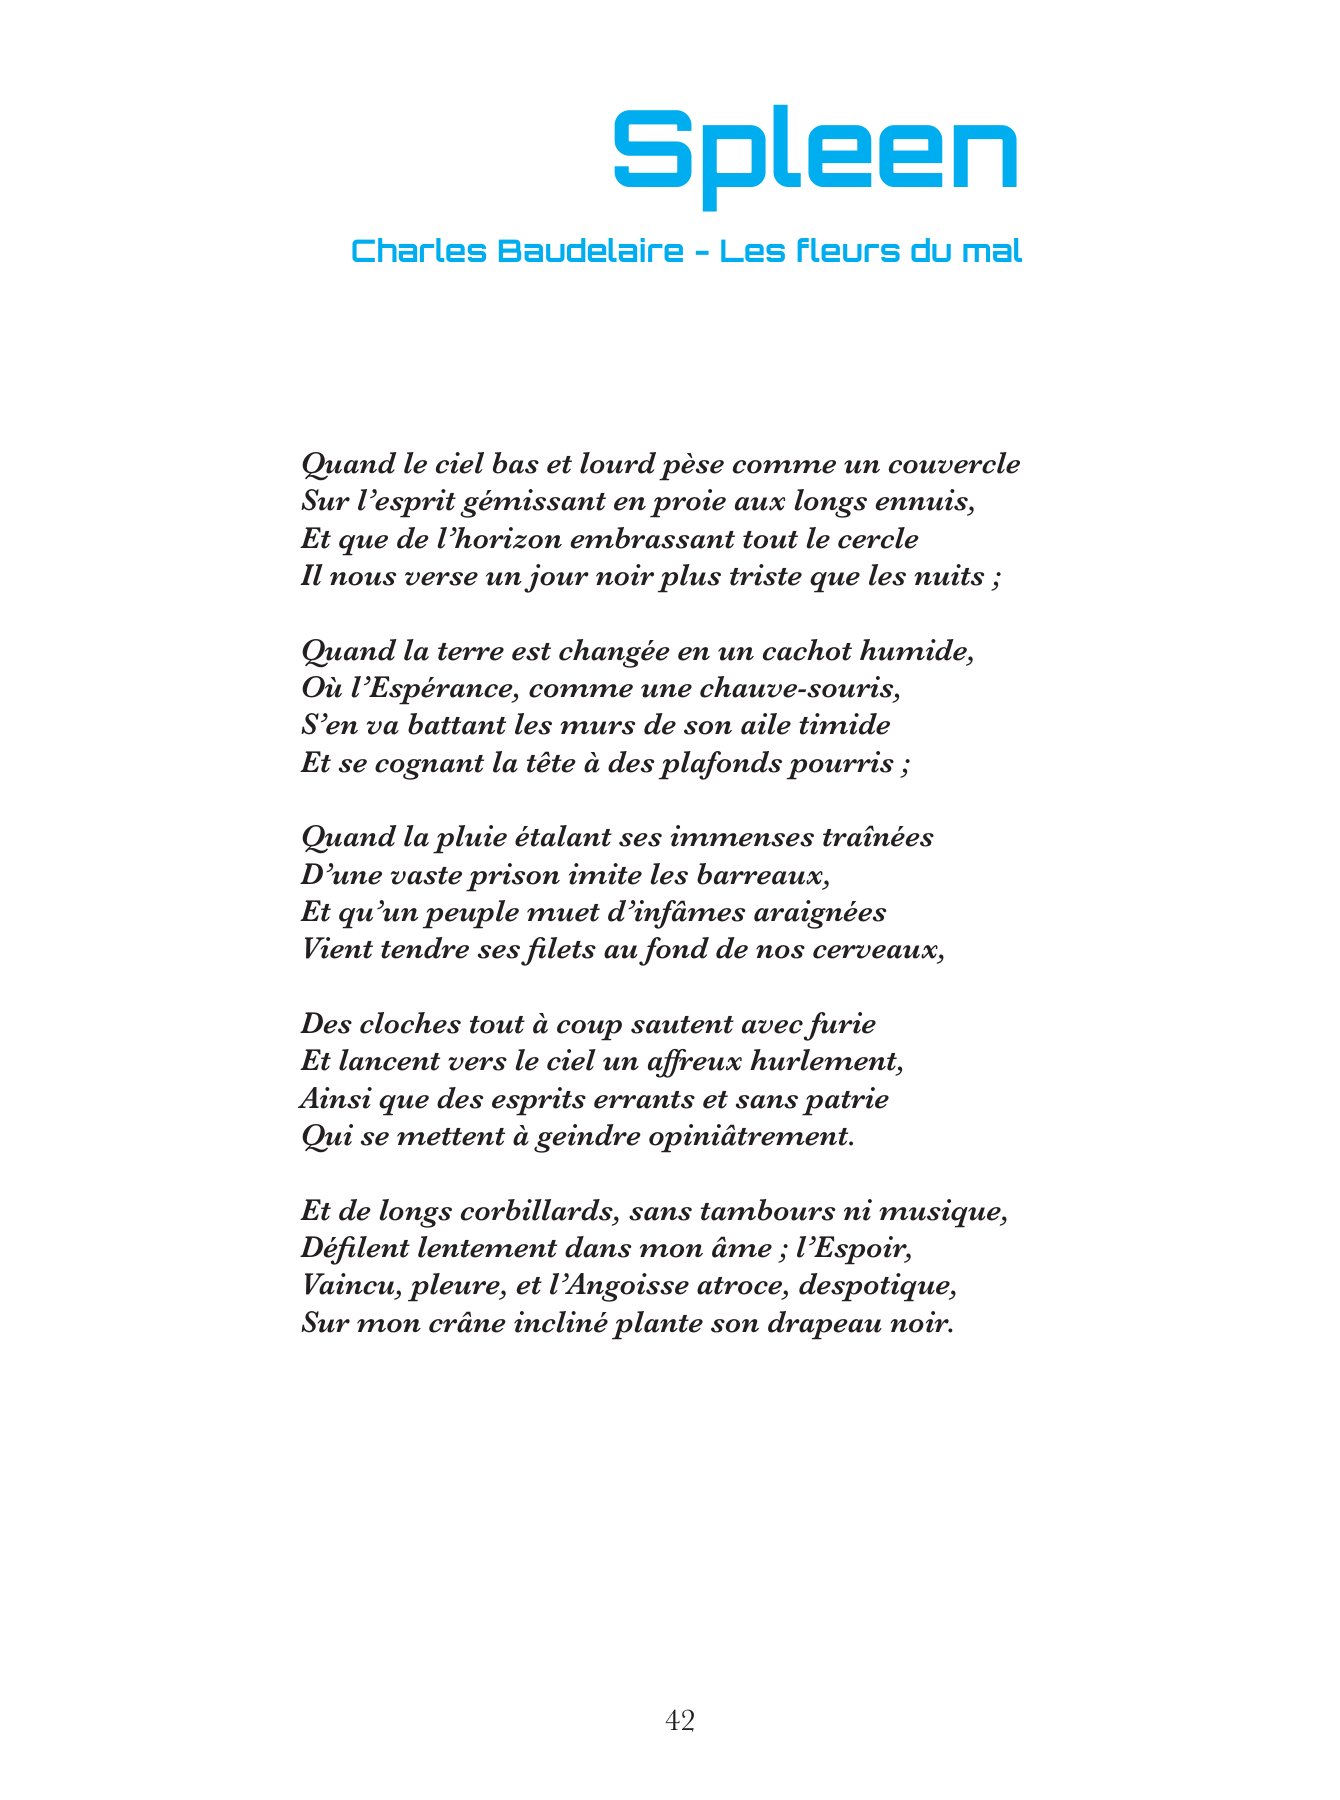 Spleen
Charles Baudelaire - Les fleurs du mal
Quand le ciel bas et lourd pèse comme un couvercle
Sur l’esprit gémissant en proie aux longs ennuis,
Et que de l’horizon embrassant tout le cercle
Il nous verse un jour noir plus triste que les nuits ;
Quand la terre est changée en un cachot humide,
Où l’Espérance, comme une chauve-souris,
S’en va battant les murs de son aile timide
Et se cognant la tête à des plafonds pourris ;
Quand la pluie étalant ses immenses traînées
D’une vaste prison imite les barreaux,
Et qu’un peuple muet d’infâmes araignées
Vient tendre ses filets au fond de nos cerveaux,
Des cloches tout à coup sautent avec furie
Et lancent vers le ciel un affreux hurlement,
Ainsi que des esprits errants et sans patrie
Qui se mettent à geindre opiniâtrement.
Et de longs corbillards, sans tambours ni musique,
Défilent lentement dans mon âme ; l’Espoir,
Vaincu, pleure, et l’Angoisse atroce, despotique,
Sur mon crâne incliné plante son drapeau noir.
42